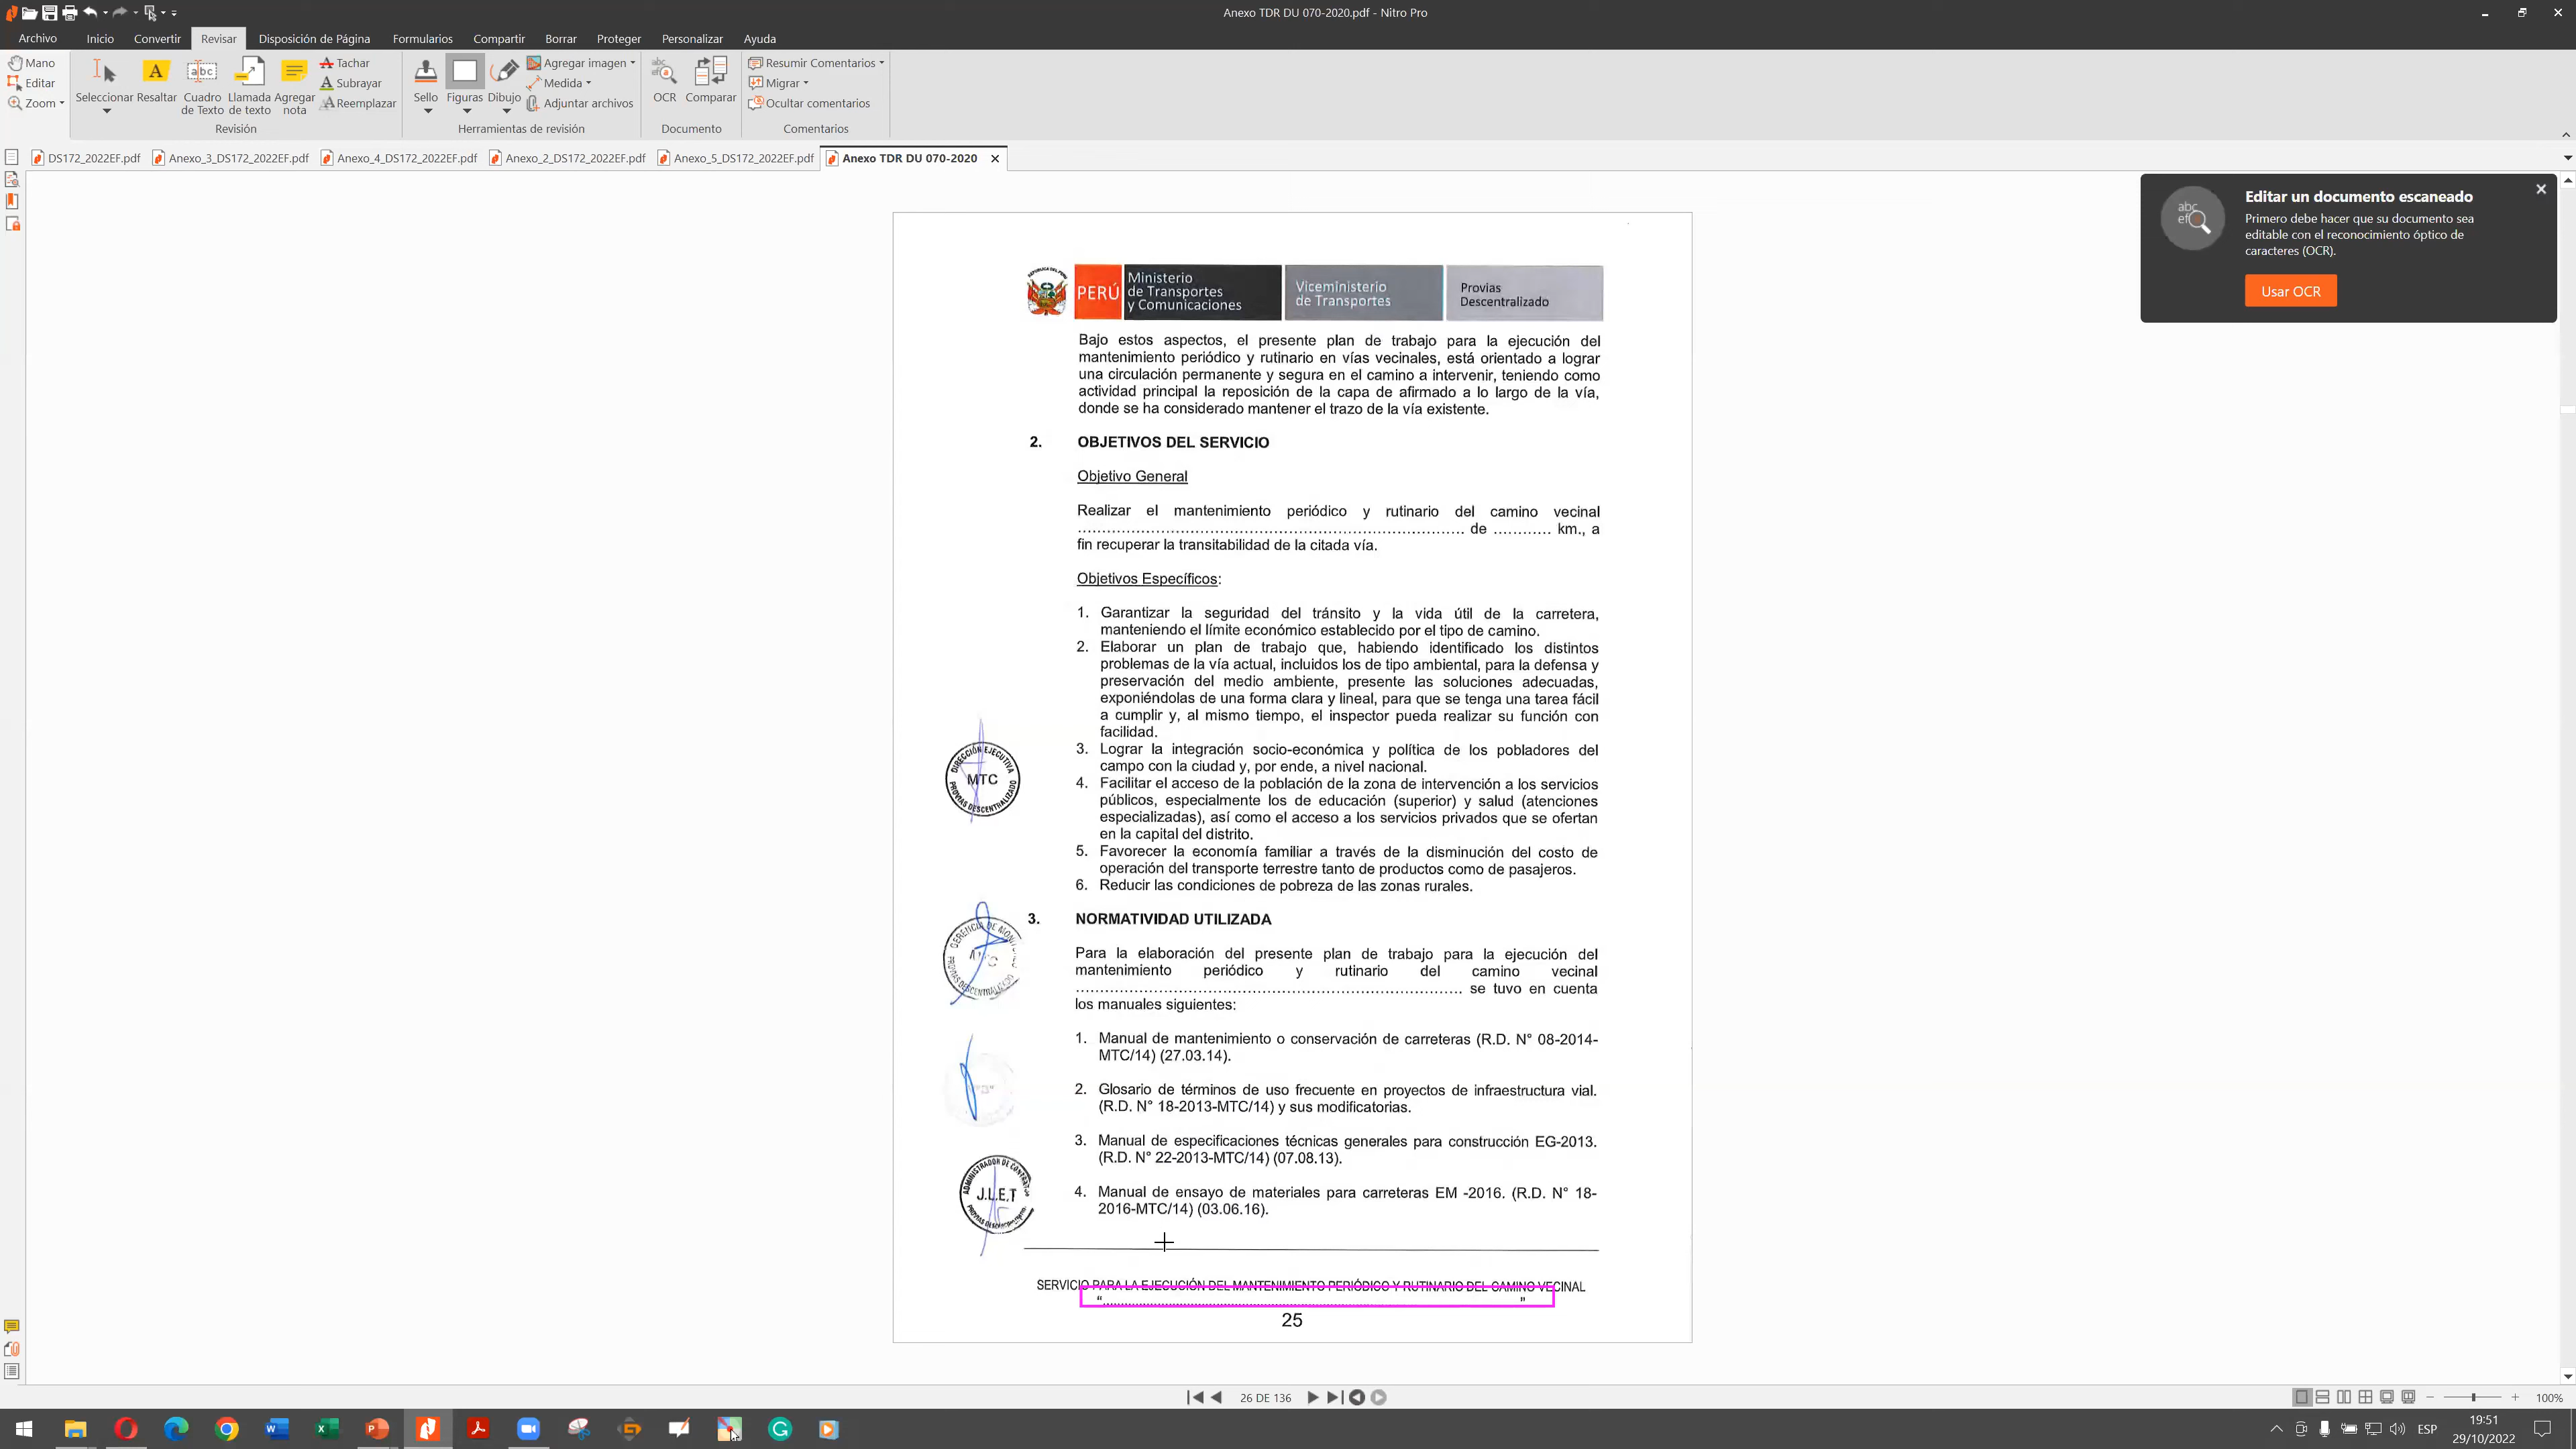 Anexo TDR DU 070-2020.pdf - Nitro Pro
Archivo Inicio Convertir Revisar Disposición de Página Formularios Compartir Borrar Proteger Personalizar Ayuda
Mano
Editar
Zoom
Seleccionar
Resaltar
Cuadro de Texto
Llamada de texto
Agregar nota
Tachar
Subrayar
Reemplazar
Revisión
Sello
Figuras
Dibujo
Agregar imagen
Medida
Adjuntar archivos
Herramientas de revisión
OCR
Comparar
Documento
Resumir Comentarios
Migrar
Ocultar comentarios
Comentarios
DS172_2022EF.pdf Anexo_3_DS172_2022EF.pdf Anexo_4_DS172_2022EF.pdf Anexo_2_DS172_2022EF.pdf Anexo_5_DS172_2022EF.pdf Anexo TDR DU 070-2020
Editar un documento escaneado
Primero debe hacer que su documento sea
editable con el reconocimiento óptico de
caracteres (OCR).
Usar OCR
REPUBLICA DEL PERU
PERÚ
Ministerio
de Transportes
y Comunicaciones
Viceministerio
de Transportes
Provias
Descentralizado
Bajo estos aspectos, el presente plan de trabajo para la ejecución del
mantenimiento periódico y rutinario en vías vecinales, está orientado a lograr
una circulación permanente y segura en el camino a intervenir, teniendo como
actividad principal la reposición de la capa de afirmado a lo largo de la vía,
donde se ha considerado mantener el trazo de la vía existente.
2. OBJETIVOS DEL SERVICIO
Objetivo General
Realizar el mantenimiento periódico y rutinario del camino vecinal
................................................................................ de ............ km., a
fin recuperar la transitabilidad de la citada vía.
Objetivos Específicos:
1. Garantizar la seguridad del tránsito y la vida útil de la carretera,
manteniendo el límite económico establecido por el tipo de camino.
2. Elaborar un plan de trabajo que, habiendo identificado los distintos
problemas de la vía actual, incluidos los de tipo ambiental, para la defensa y
preservación del medio ambiente, presente las soluciones adecuadas,
exponiéndolas de una forma clara y lineal, para que se tenga una tarea fácil
a cumplir y, al mismo tiempo, el inspector pueda realizar su función con
facilidad.
3. Lograr la integración socio-económica y política de los pobladores del
campo con la ciudad y, por ende, a nivel nacional.
4. Facilitar el acceso de la población de la zona de intervención a los servicios
públicos, especialmente los de educación (superior) y salud (atenciones
especializadas), así como el acceso a los servicios privados que se ofertan
en la capital del distrito.
5. Favorecer la economía familiar a través de la disminución del costo de
operación del transporte terrestre tanto de productos como de pasajeros.
6. Reducir las condiciones de pobreza de las zonas rurales.
DIRECCIÓN EJECUTIVA
MTC
PROVIAS DESCENTRALIZADO
3. NORMATIVIDAD UTILIZADA
GERENCIA DE
MTC
PROVIAS DESCENTRALIZADO
Para la elaboración del presente plan de trabajo para la ejecución del
mantenimiento periódico y rutinario del camino vecinal
................................................................................ se tuvo en cuenta
los manuales siguientes:
1. Manual de mantenimiento o conservación de carreteras (R.D. N° 08-2014-
MTC/14) (27.03.14).
2. Glosario de términos de uso frecuente en proyectos de infraestructura vial.
(R.D. N° 18-2013-MTC/14) y sus modificatorias.
3. Manual de especificaciones técnicas generales para construcción EG-2013.
(R.D. N° 22-2013-MTC/14) (07.08.13).
4. Manual de ensayo de materiales para carreteras EM -2016. (R.D. N° 18-
2016-MTC/14) (03.06.16).
ADMINISTRADOR DE CONTRATOS
J.L.E.T
SERVICIO PARA LA EJECUCIÓN DEL MANTENIMIENTO PERIÓDICO Y RUTINARIO DEL CAMINO VECINAL
“................................................................................”
25
26 DE 136
100%
ESP
19:51
29/10/2022